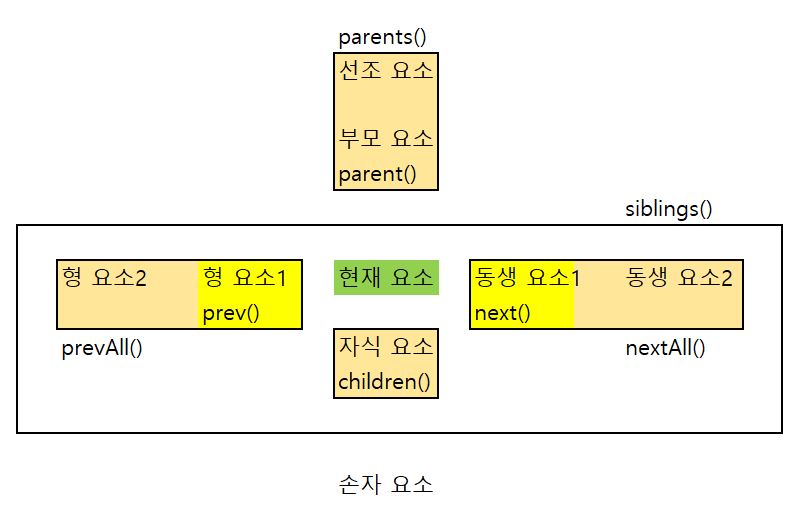 parents()
선조 요소
부모 요소
parent()
siblings()
형 요소2 형 요소1 현재 요소 동생 요소1 동생 요소2
prev() next()
prevAll() 자식 요소 nextAll()
children()
손자 요소